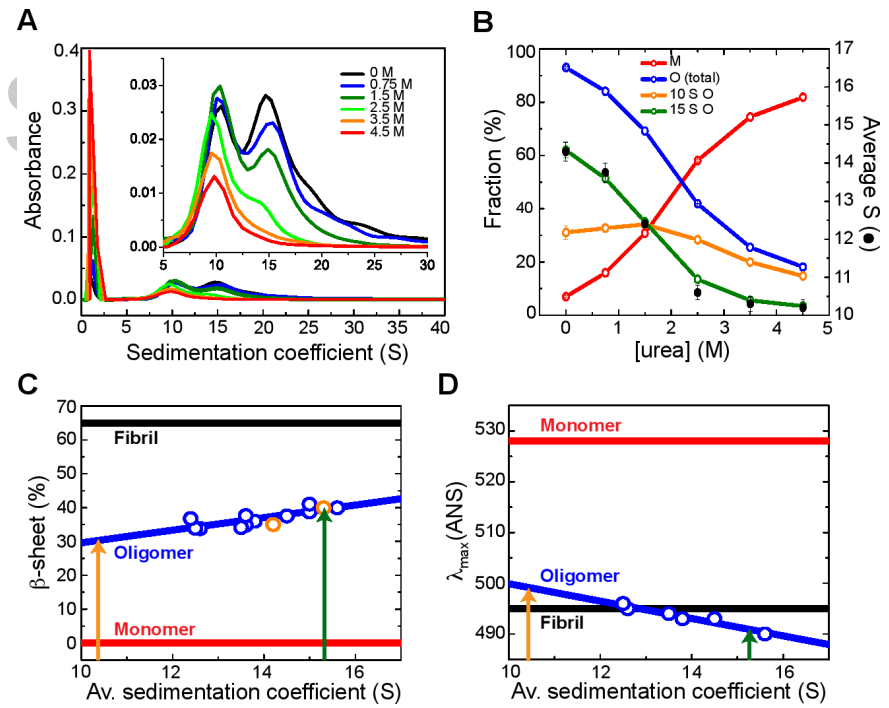 A
0.4
0.3
0.2
0.1
0.0
Absorbance
0.03
0.02
0.01
0.00
5 10 15 20 25 30
0 M
0.75 M
1.5 M
2.5 M
3.5 M
4.5 M
0 5 10 15 20 25 30 35 40
Sedimentation coefficient (S)
B
100
80
60
40
20
0
Fraction (%)
M
O (total)
10 S O
15 S O
17
16
15
14
13
12
11
10
Average S (●)
0 1 2 3 4 5
[urea] (M)
C
70
60
50
40
30
20
10
0
β-sheet (%)
Fibril
Oligomer
Monomer
10 12 14 16
Av. sedimentation coefficient (S)
D
530
520
510
500
490
λmax(ANS)
Monomer
Oligomer
Fibril
10 12 14 16
Av. sedimentation coefficient (S)